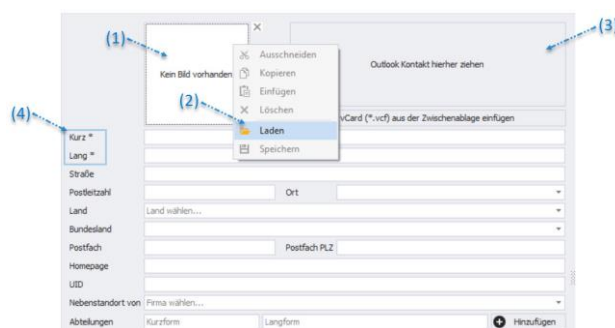 (1)
(3)
Ausschneiden
Kein Bild vorhanden
Kopieren
Outlook Kontakt hierher ziehen
Einfügen
(2)
Löschen
(4)
Laden
vCard (*.vcf) aus der Zwischenablage einfügen
Kurz *
Speichern
Lang *
Straße
Postleitzahl Ort
Land Land wählen...
Bundesland
Postfach Postfach PLZ
Homepage
UID
Nebenstandort von Firma wählen...
Abteilungen Kurzform Langform Hinzufügen